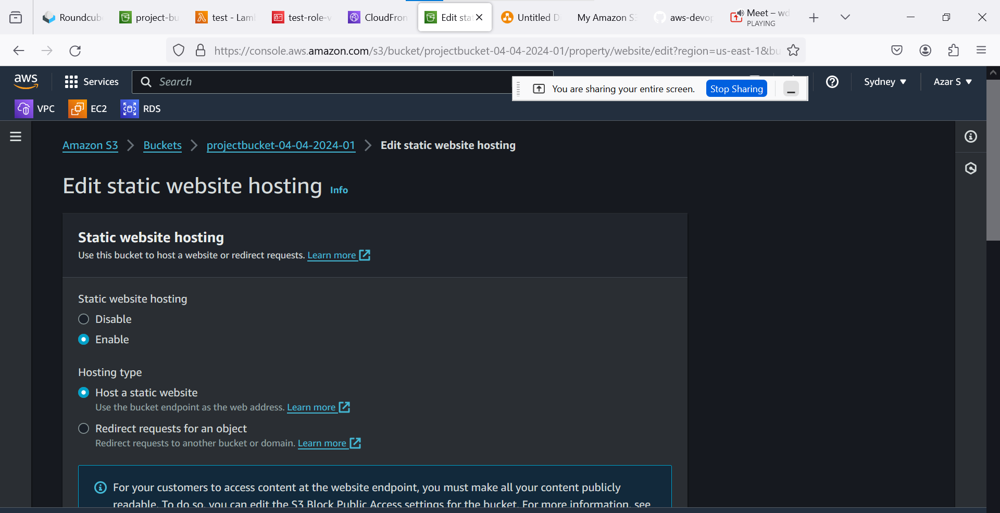 Roundcub
project-bu
test - Lam
test-role-v
CloudFron
Edit sta
Untitled D
My Amazon S3
aws-devop
Meet – wd
PLAYING
https://console.aws.amazon.com/s3/bucket/projectbucket-04-04-2024-01/property/website/edit?region=us-east-1&bu
aws
Services
Search
You are sharing your entire screen.
Stop Sharing
Sydney
Azar S
VPC
EC2
RDS
Amazon S3
Buckets
projectbucket-04-04-2024-01
Edit static website hosting
Edit static website hosting
Info
Static website hosting
Use this bucket to host a website or redirect requests. Learn more
Static website hosting
Disable
Enable
Hosting type
Host a static website
Use the bucket endpoint as the web address. Learn more
Redirect requests for an object
Redirect requests to another bucket or domain. Learn more
For your customers to access content at the website endpoint, you must make all your content publicly
readable. To do so, you can edit the S3 Block Public Access settings for the bucket. For more information, see